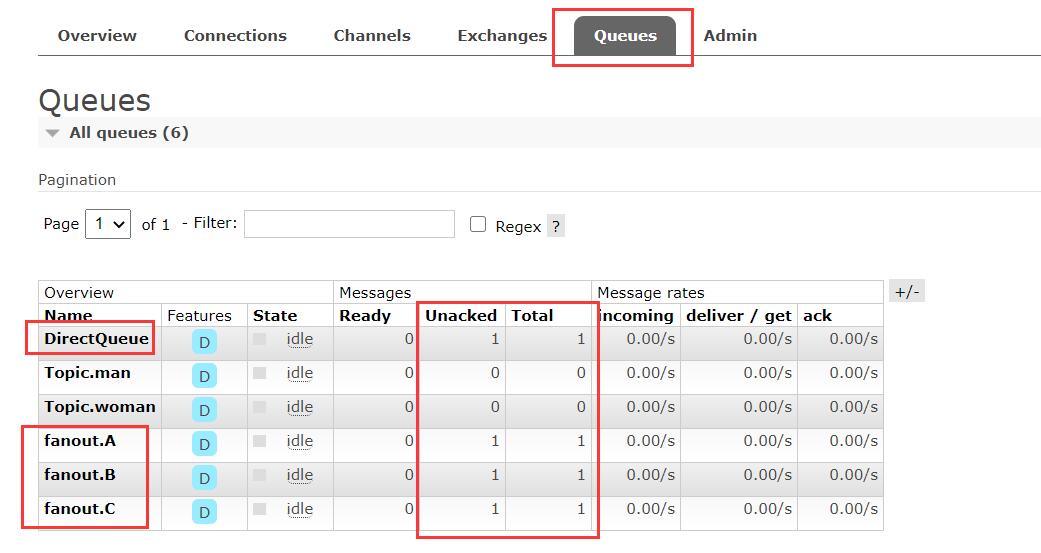 Overview Connections Channels Exchanges Queues Admin
Queues
All queues (6)
Pagination
Page 1 of 1 - Filter: Regex ?
Overview Messages Message rates +/-
Name Features State Ready Unacked Total incoming deliver / get ack
DirectQueue D idle 0 1 1 0.00/s 0.00/s 0.00/s
Topic.man D idle 0 0 0 0.00/s 0.00/s 0.00/s
Topic.woman D idle 0 0 0 0.00/s 0.00/s 0.00/s
fanout.A D idle 0 1 1 0.00/s 0.00/s 0.00/s
fanout.B D idle 0 1 1 0.00/s 0.00/s 0.00/s
fanout.C D idle 0 1 1 0.00/s 0.00/s 0.00/s